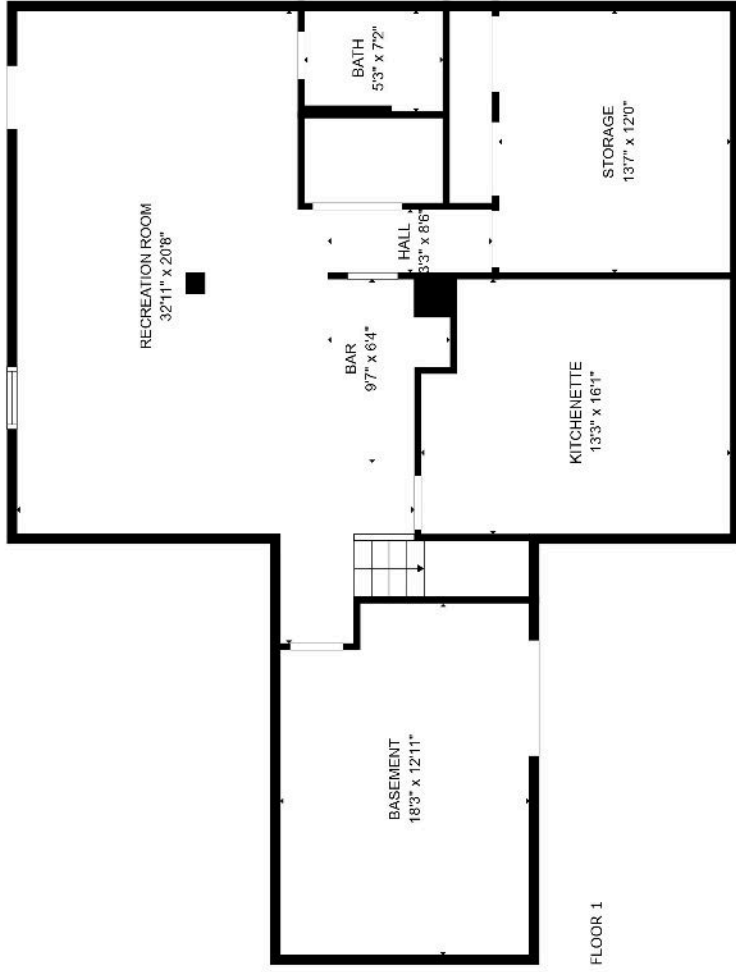 RECREATION ROOM
32'11" x 20'8"
BATH
5'3" x 7'2"
STORAGE
13'7" x 12'0"
HALL
3'3" x 8'6"
BAR
9'7" x 6'4"
KITCHENETTE
13'3" x 16'1"
BASEMENT
18'3" x 12'11"
FLOOR 1